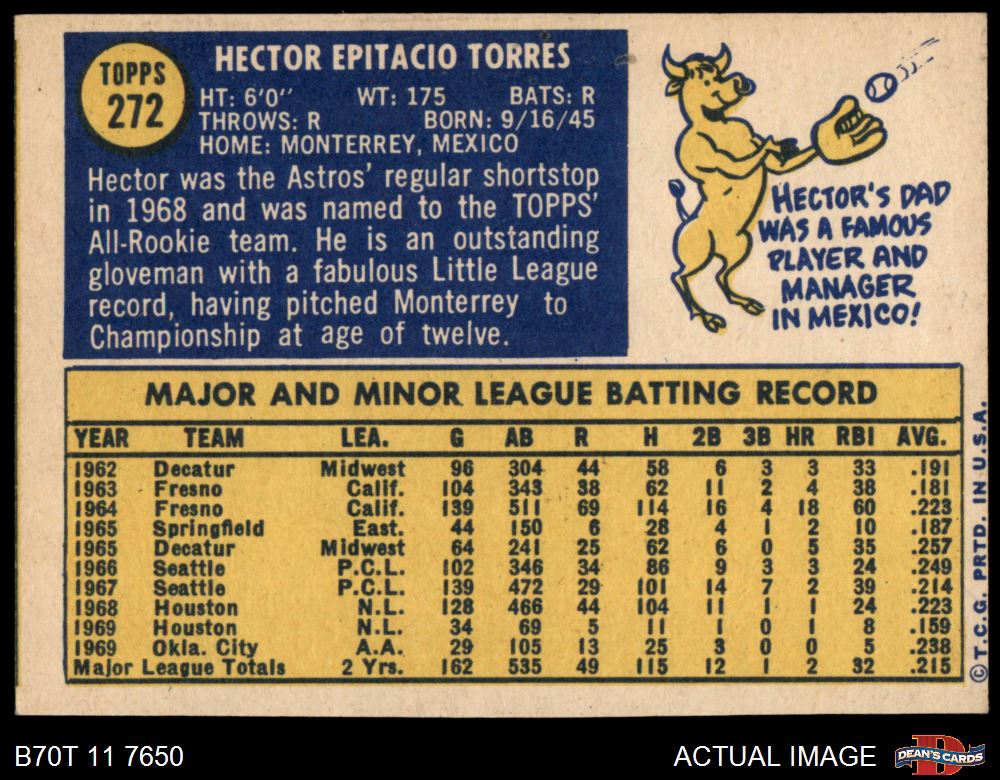 TOPPS
272
HECTOR EPITACIO TORRES
HT: 6'0" WT: 175 BATS: R
THROWS: R BORN: 9/16/45
HOME: MONTERREY, MEXICO
Hector was the Astros' regular shortstop
in 1968 and was named to the TOPPS'
All-Rookie team. He is an outstanding
gloveman with a fabulous Little League
record, having pitched Monterrey to
Championship at age of twelve.
HECTOR'S DAD
WAS A FAMOUS
PLAYER AND
MANAGER
IN MEXICO!
MAJOR AND MINOR LEAGUE BATTING RECORD
YEAR TEAM LEA. G AB R H 2B 3B HR RBI AVG.
1962 Decatur Midwest 96 304 44 58 6 3 3 33 .191
1963 Fresno Calif. 104 343 38 62 11 2 4 38 .181
1964 Fresno Calif. 139 511 69 114 16 4 18 60 .223
1965 Springfield East. 44 150 6 28 4 1 2 10 .187
1965 Decatur Midwest 64 241 25 62 6 0 5 35 .257
1966 Seattle P.C.L. 102 346 34 86 9 3 3 24 .249
1967 Seattle P.C.L. 139 472 29 101 14 7 2 39 .214
1968 Houston N.L. 128 466 44 104 11 1 1 24 .223
1969 Houston N.L. 34 69 5 11 1 0 1 8 .159
1969 Okla. City A.A. 29 105 13 25 3 0 0 5 .238
Major League Totals 2 Yrs. 162 535 49 115 12 1 2 32 .215
© T.C.G. PRTD. IN U.S.A.
B70T 11 7650
ACTUAL IMAGE
DEAN'S CARDS